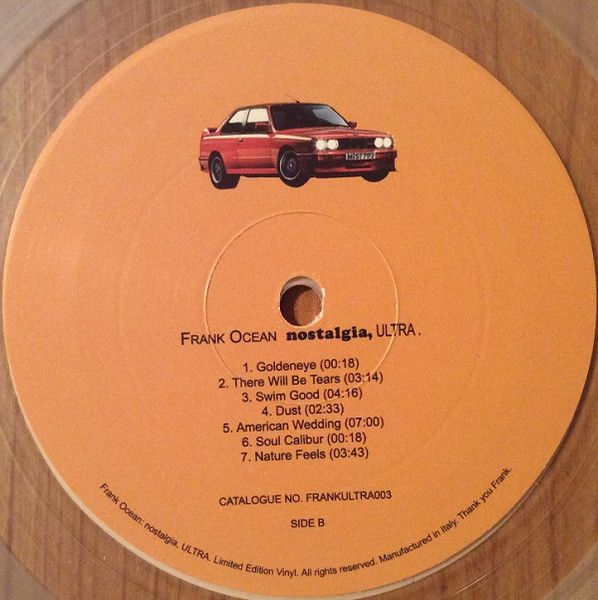 FRANK OCEAN nostalgia, ULTRA.
1. Goldeneye (00:18)
2. There Will Be Tears (03:14)
3. Swim Good (04:16)
4. Dust (02:33)
5. American Wedding (07:00)
6. Soul Calibur (00:18)
7. Nature Feels (03:43)
CATALOGUE NO. FRANKULTRA003
SIDE B
Frank Ocean: nostalgia, ULTRA. Limited Edition Vinyl. All rights reserved. Manufactured in Italy. Thank you Frank.